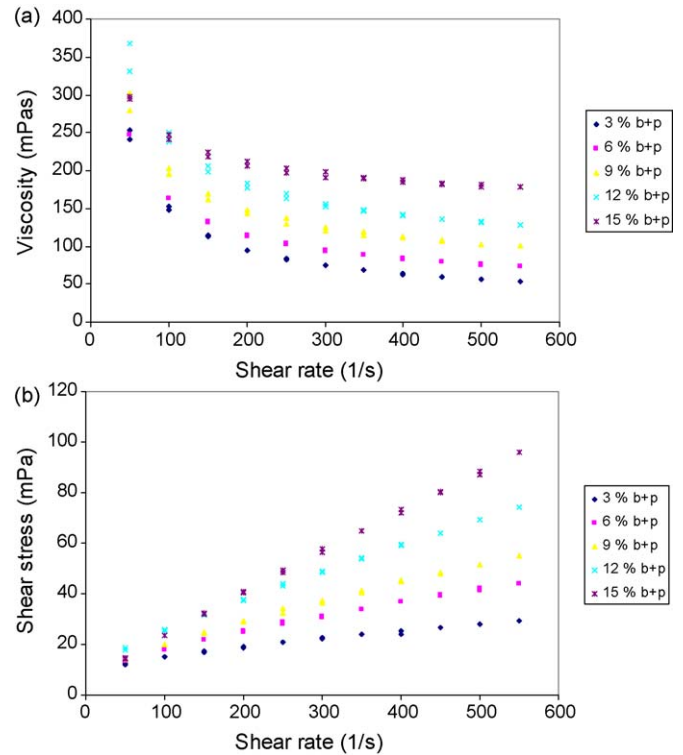 (a)
400
350
300
250
200
150
100
50
0
Viscosity (mPas)
0 100 200 300 400 500 600
Shear rate (1/s)
3 % b+p
6 % b+p
9 % b+p
12 % b+p
15 % b+p
(b)
120
100
80
60
40
20
0
Shear stress (mPa)
0 100 200 300 400 500 600
Shear rate (1/s)
3 % b+p
6 % b+p
9 % b+p
12 % b+p
15 % b+p